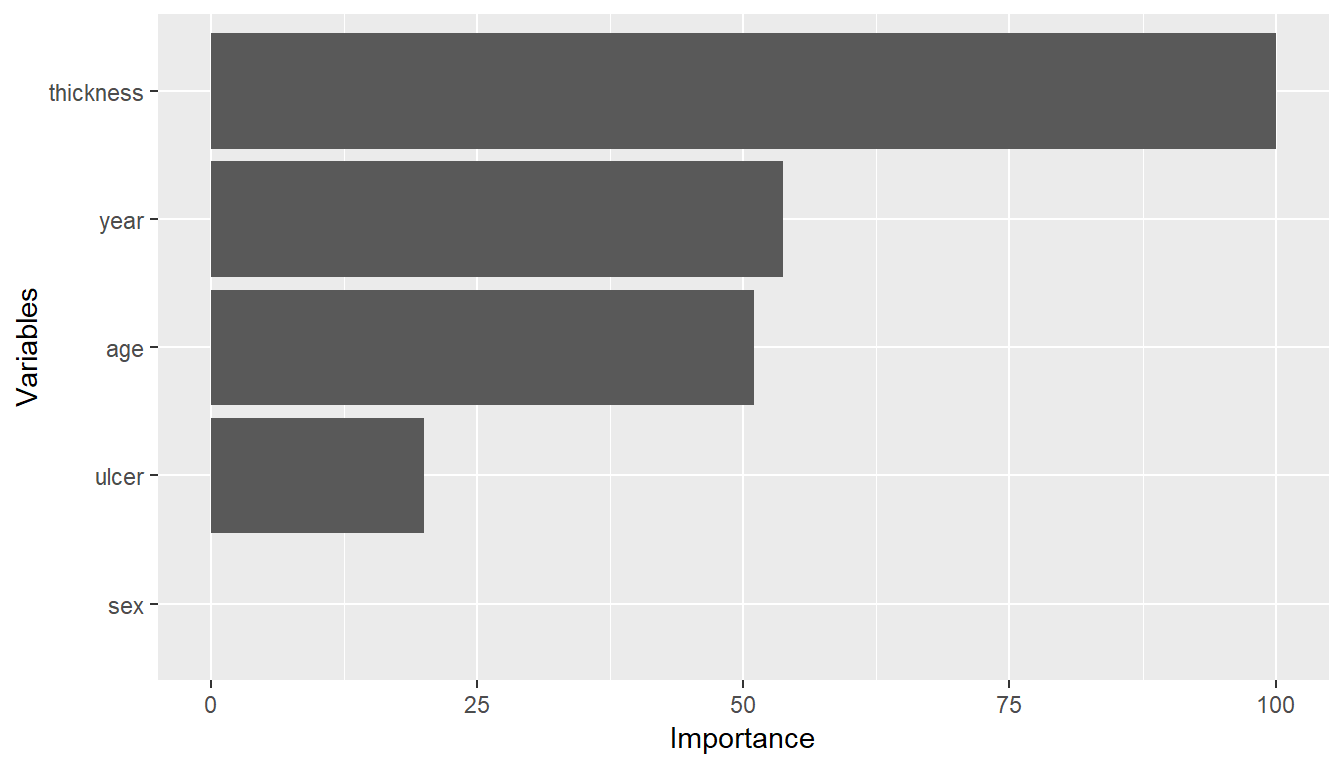 thickness
year
age
ulcer
sex
Variables
0 25 50 75 100
Importance